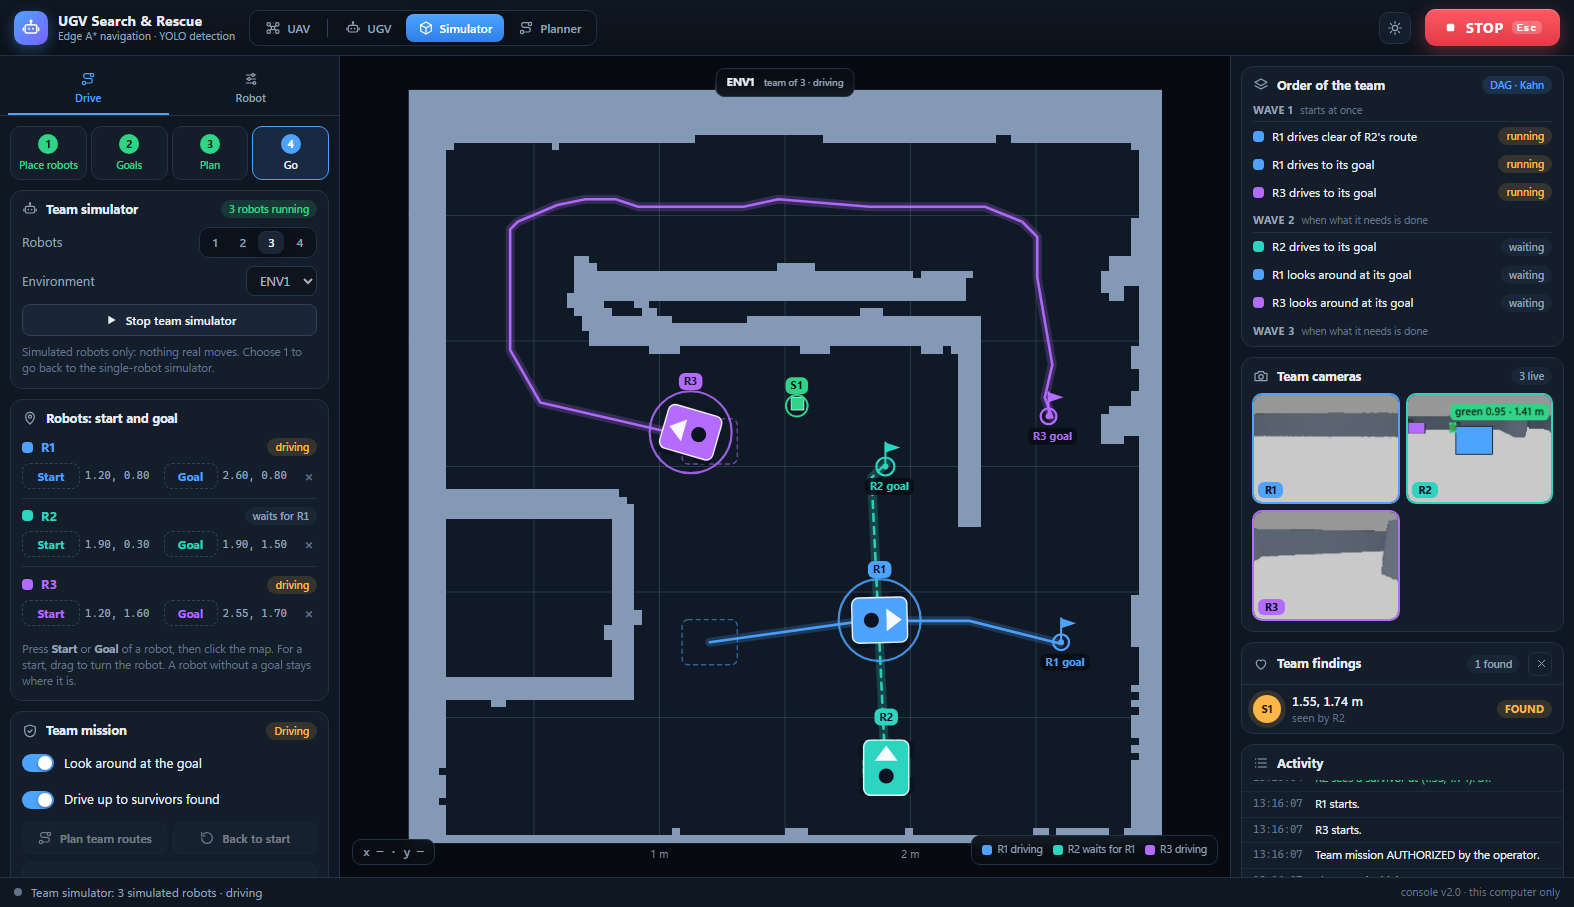 UGV Search & Rescue
Edge A* navigation · YOLO detection
UAV
UGV
Simulator
Planner
STOP Esc
Drive
Robot
1
Place robots
2
Goals
3
Plan
4
Go
Team simulator
3 robots running
Robots
1 2 3 4
Environment
ENV1
Stop team simulator
Simulated robots only: nothing real moves. Choose 1 to
go back to the single-robot simulator.
Robots: start and goal
R1
driving
Start 1.20, 0.80 Goal 2.60, 0.80 ×
R2
waits for R1
Start 1.90, 0.30 Goal 1.90, 1.50 ×
R3
driving
Start 1.20, 1.60 Goal 2.55, 1.70 ×
Press Start or Goal of a robot, then click the map. For a
start, drag to turn the robot. A robot without a goal stays
where it is.
Team mission
Driving
Look around at the goal
Drive up to survivors found
Plan team routes
Back to start
ENV1 team of 3 · driving
R3
S1
R3 goal
R2 goal
R1
R1 goal
R2
x – · y –
1 m
2 m
R1 driving
R2 waits for R1
R3 driving
Order of the team
DAG · Kahn
WAVE 1 starts at once
R1 drives clear of R2's route running
R1 drives to its goal running
R3 drives to its goal running
WAVE 2 when what it needs is done
R2 drives to its goal waiting
R1 looks around at its goal waiting
R3 looks around at its goal waiting
WAVE 3 when what it needs is done
Team cameras
3 live
R1
green 0.95 · 1.41 m
R2
R3
Team findings
1 found
S1
1.55, 1.74 m
seen by R2
FOUND
Activity
13:16:07 R1 starts.
13:16:07 R3 starts.
13:16:07 Team mission AUTHORIZED by the operator.
Team simulator: 3 simulated robots · driving
console v2.0 · this computer only